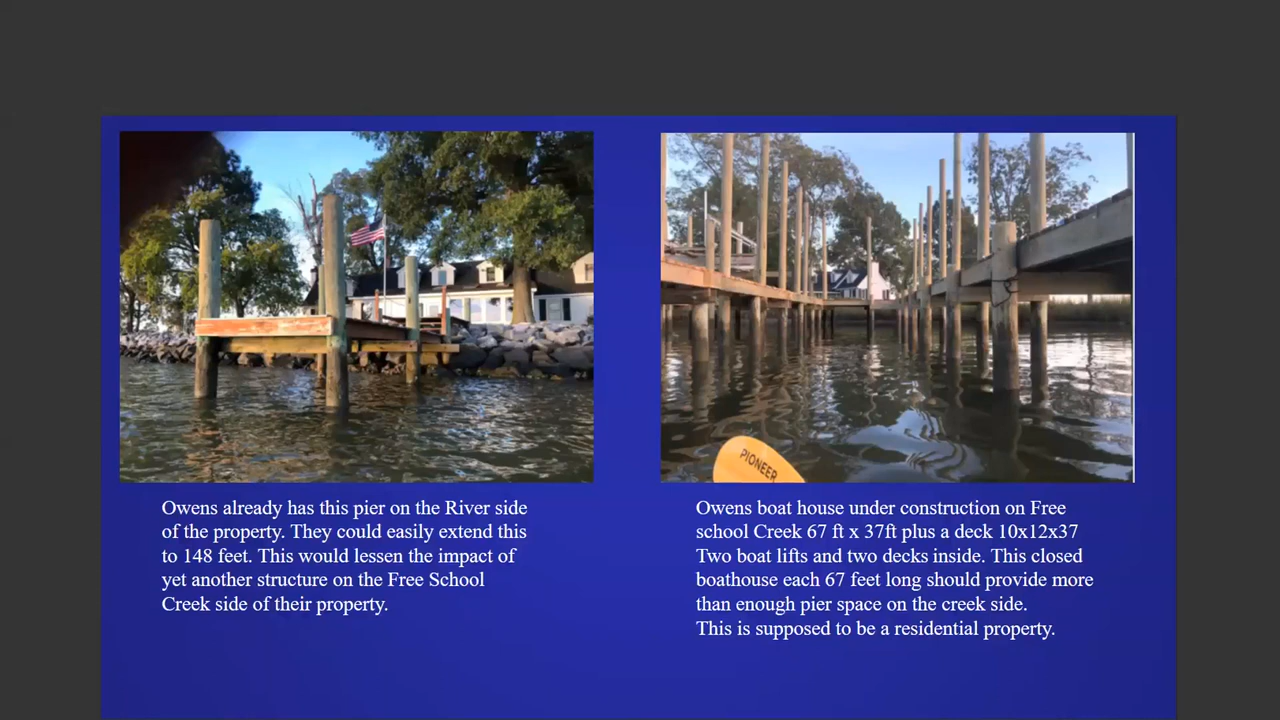 PIONEER
Owens already has this pier on the River side
of the property. They could easily extend this
to 148 feet. This would lessen the impact of
yet another structure on the Free School
Creek side of their property.
Owens boat house under construction on Free
school Creek 67 ft x 37ft plus a deck 10x12x37
Two boat lifts and two decks inside. This closed
boathouse each 67 feet long should provide more
than enough pier space on the creek side.
This is supposed to be a residential property.